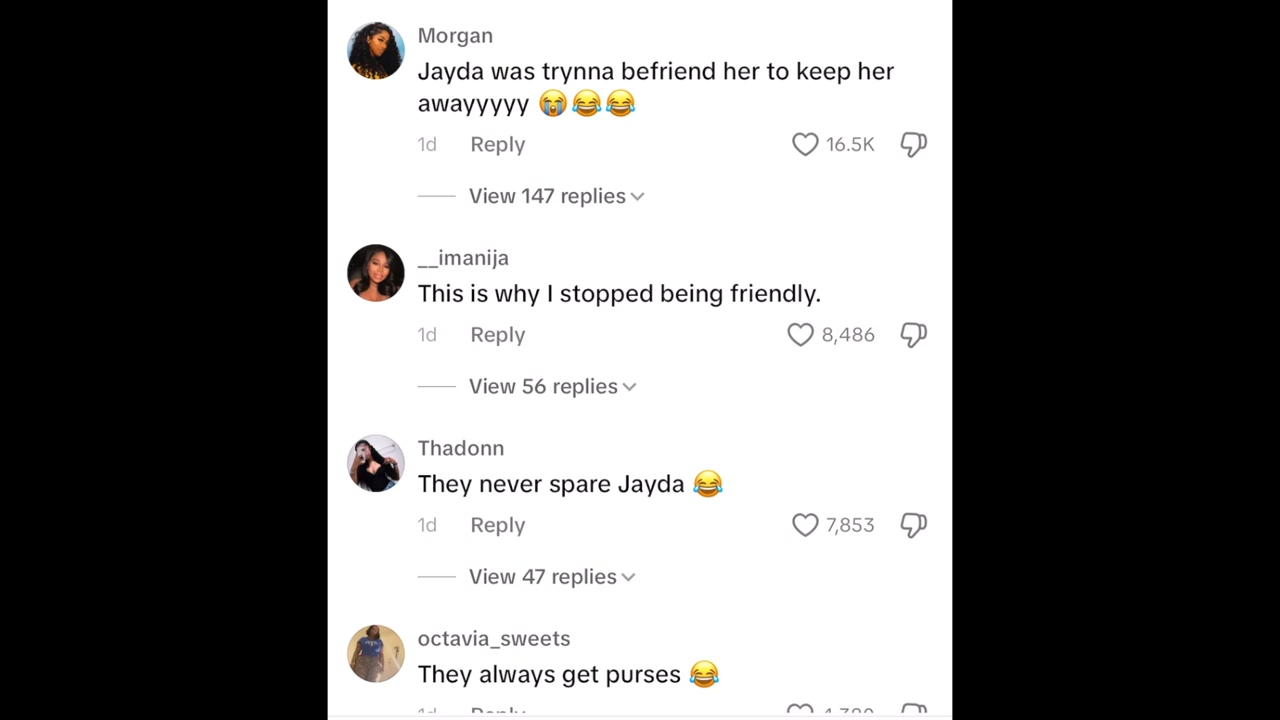 Morgan
Jayda was trynna befriend her to keep her
awayyyyy 😭😂😂
1d Reply 16.5K
View 147 replies
__imanija
This is why I stopped being friendly.
1d Reply 8,486
View 56 replies
Thadonn
They never spare Jayda 😂
1d Reply 7,853
View 47 replies
octavia_sweets
They always get purses 😂
1d Reply